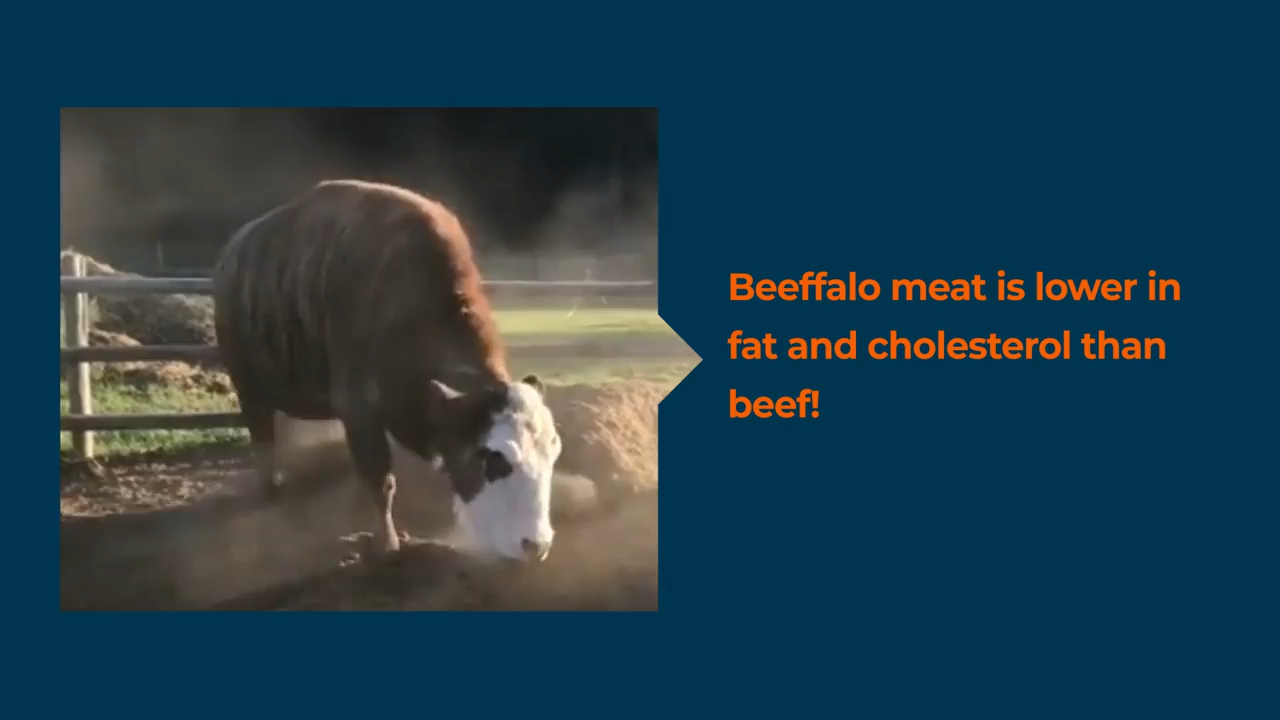 Beeffalo meat is lower in
fat and cholesterol than
beef!